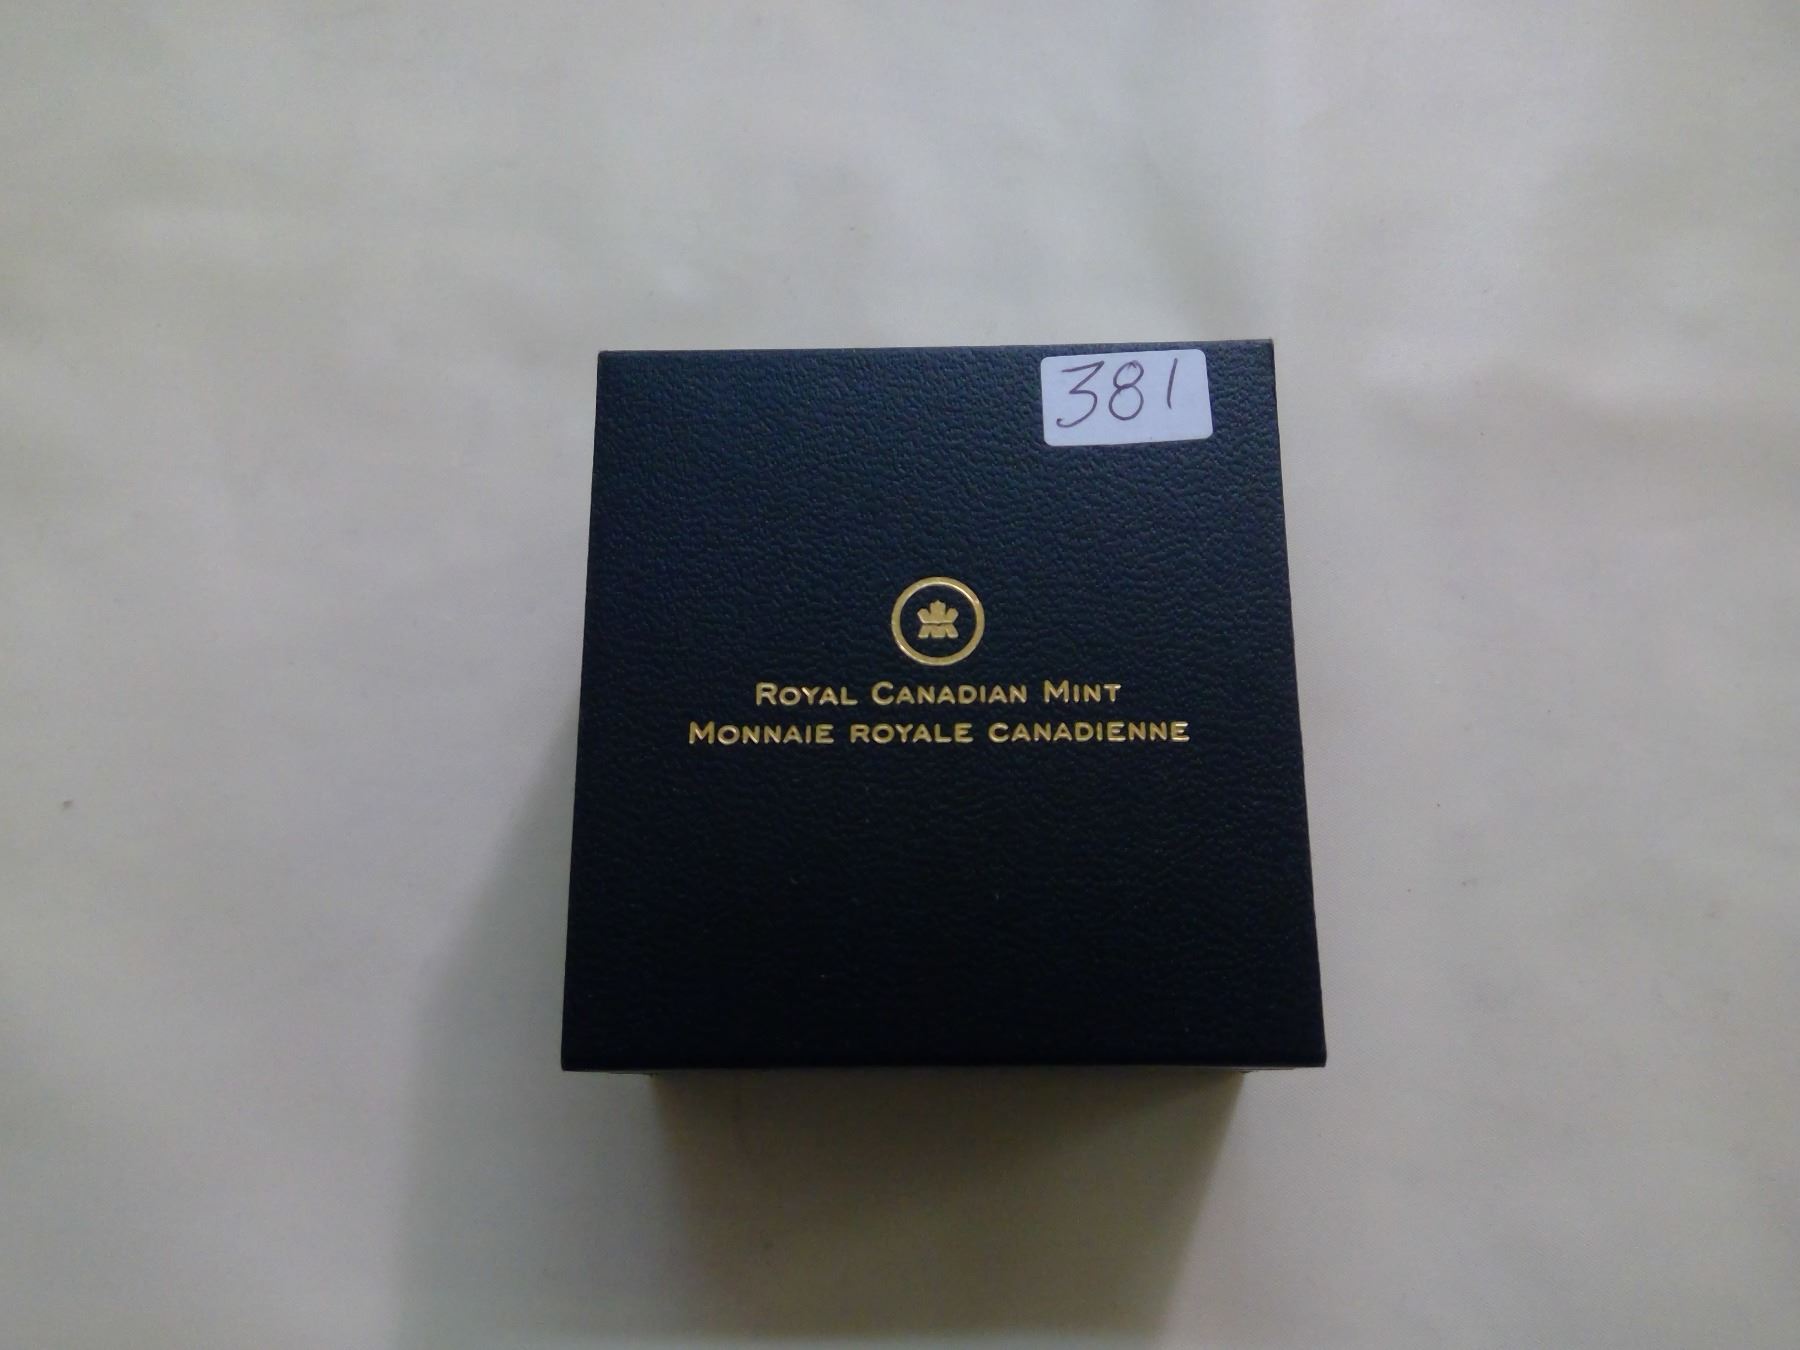 381
ROYAL CANADIAN MINT
MONNAIE ROYALE CANADIENNE